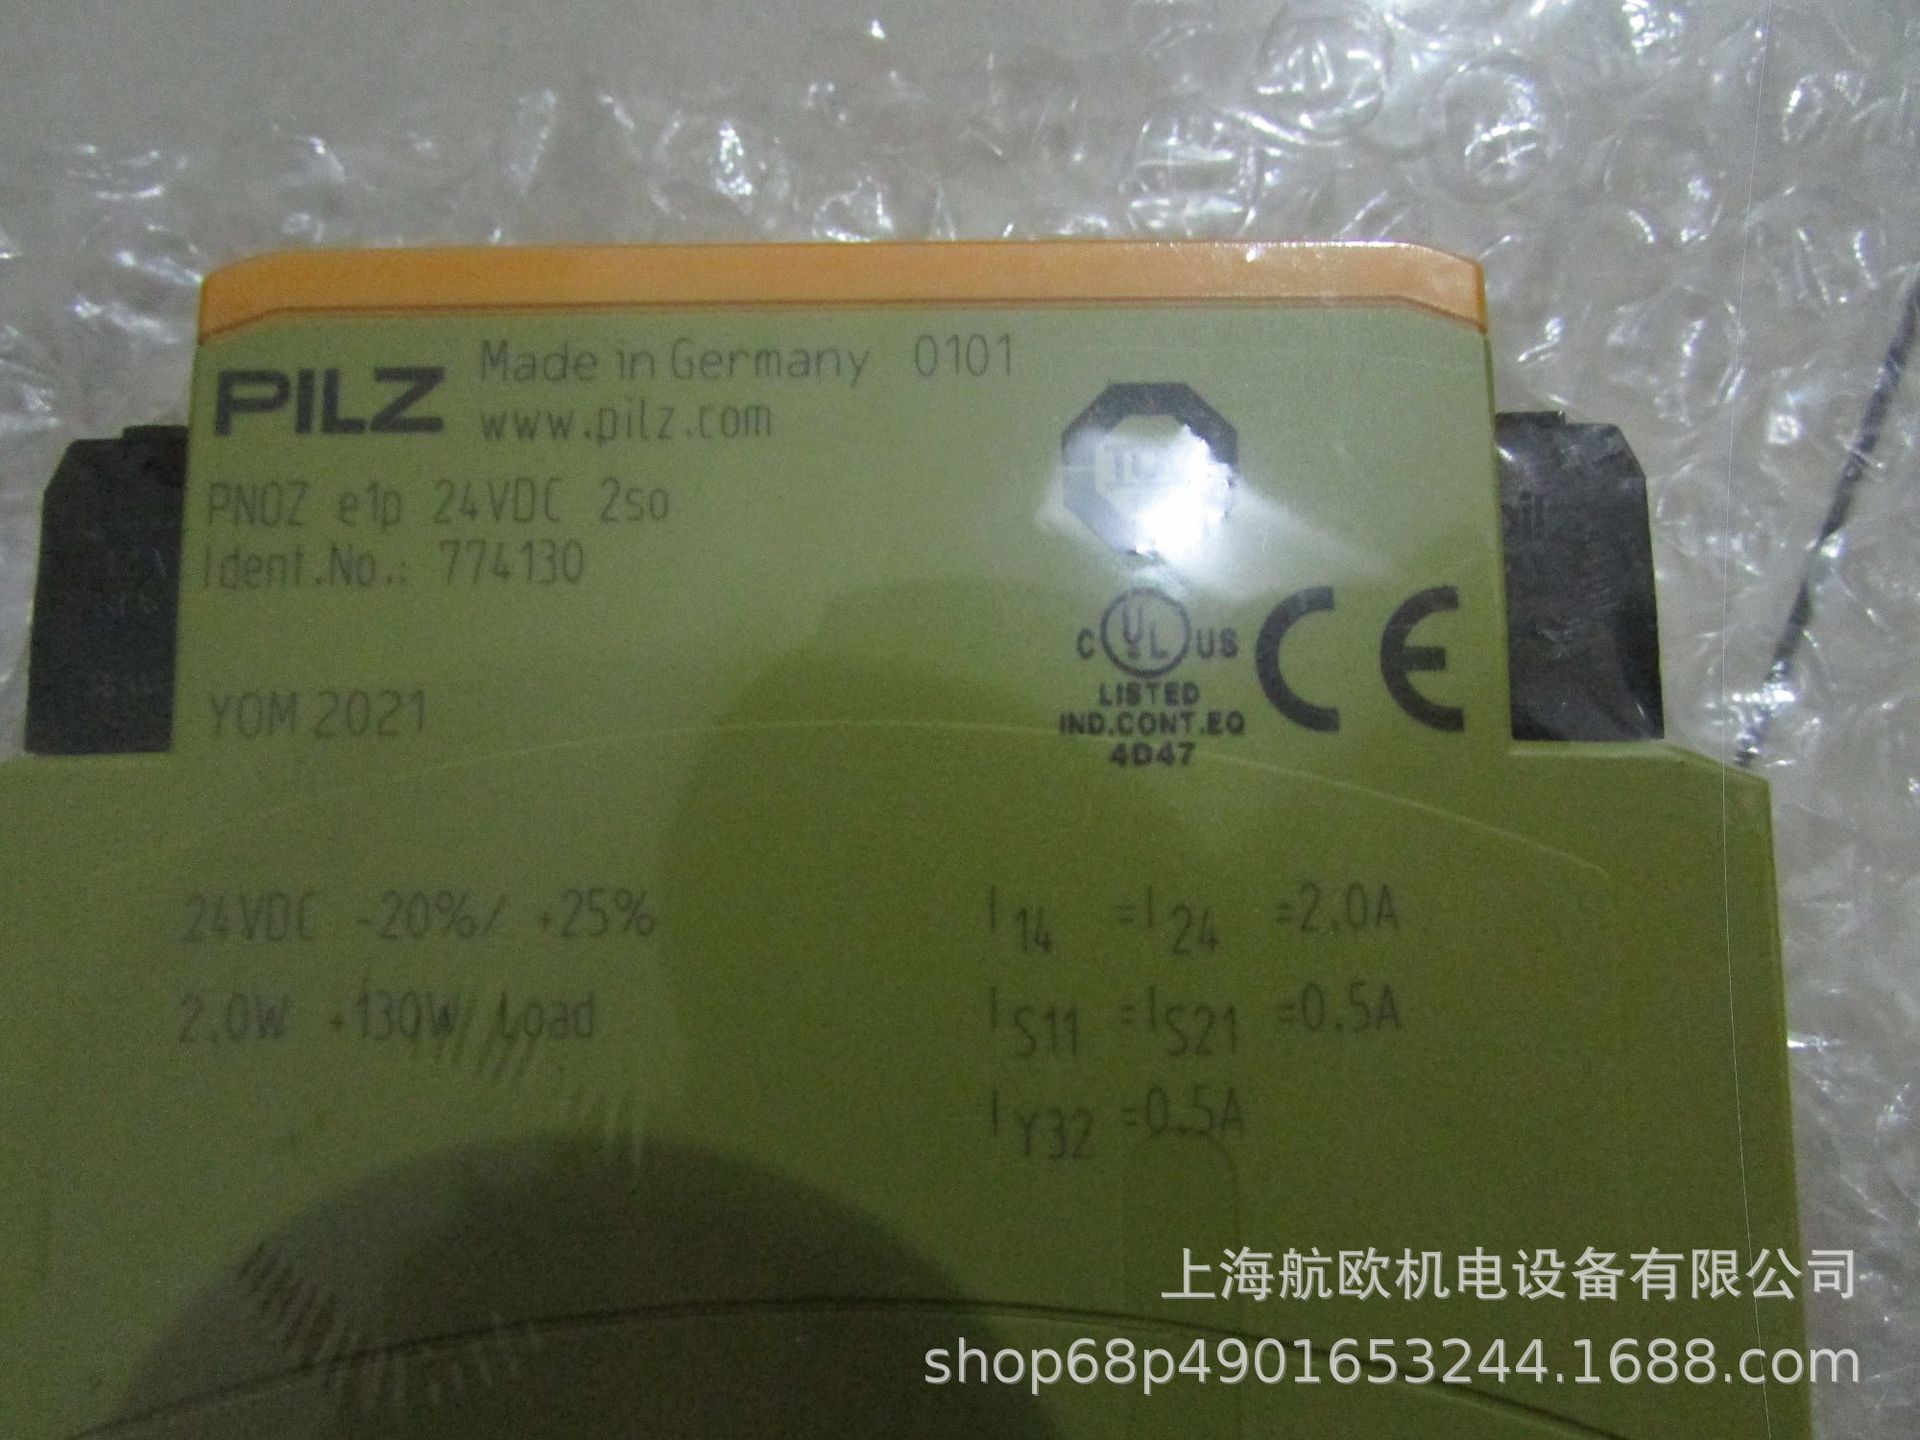 PILZ Made in Germany 0101
www.pilz.com
PNOZ e1p 24VDC 2so
Ident.No.: 774130
YOM 2021
C UL US
LISTED
IND.CONT.EQ
4D47
CE
pil
24VDC -20%/ +25%
2.0W +130W Load
I14 =I24 =2.0A
IS11 =IS21 =0.5A
IY32 =0.5A
上海航欧机电设备有限公司
shop68p4901653244.1688.com